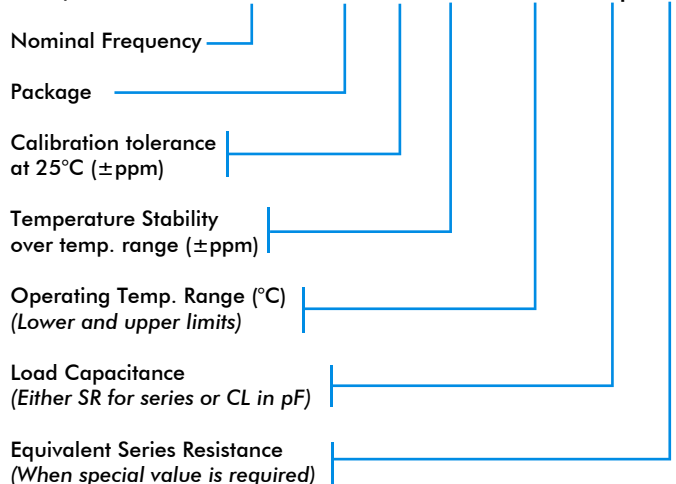 Nominal Frequency
Package
Calibration tolerance
at 25°C (±ppm)
Temperature Stability
over temp. range (±ppm)
Operating Temp. Range (°C)
(Lower and upper limits)
Load Capacitance
(Either SR for series or CL in pF)
Equivalent Series Resistance
(When special value is required)